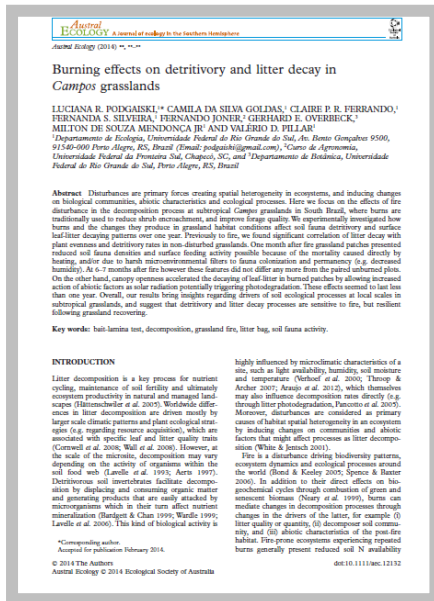 Austral
ECOLOGY A Journal of ecology in the Southern Hemisphere
Austral Ecology (2014) ••, ••–••
Burning effects on detritivory and litter decay in
Campos grasslands
LUCIANA R. PODGAISKI,1* CAMILA DA SILVA GOLDAS,1 CLAIRE P. R. FERRANDO,1
FERNANDA S. SILVEIRA,1 FERNANDO JONER,2 GERHARD E. OVERBECK,3
MILTON DE SOUZA MENDONÇA JR1 AND VALÉRIO D. PILLAR1
1Departamento de Ecologia, Universidade Federal do Rio Grande do Sul, Av. Bento Gonçalves 9500,
91540-000 Porto Alegre, RS, Brazil (Email: podgaiski@gmail.com), 2Curso de Agronomia,
Universidade Federal da Fronteira Sul, Chapecó, SC, and 3Departamento de Botânica, Universidade
Federal do Rio Grande do Sul, Porto Alegre, RS, Brazil
Abstract Disturbances are primary forces creating spatial heterogeneity in ecosystems, and inducing changes
on biological communities, abiotic characteristics and ecological processes. Here we focus on the effects of fire
disturbance in the decomposition process at subtropical Campos grasslands in South Brazil, where burns are
traditionally used to reduce shrub encroachment, and improve forage quality. We experimentally investigated how
burns and the changes they produce in grassland habitat conditions affect soil fauna detritivory and surface
leaf-litter decaying patterns over one year. Previously to fire, we found significant correlation of litter decay with
plant evenness and detritivory rates in non-disturbed grasslands. One month after fire grassland patches presented
reduced soil fauna densities and surface feeding activity possible because of the mortality caused directly by
heating, and/or due to harsh microenvironmental filters to fauna colonization and permanency (e.g. decreased
humidity). At 6–7 months after fire however these features did not differ any more from the paired unburned plots.
On the other hand, canopy openness accelerated the decaying of leaf-litter in burned patches by allowing increased
action of abiotic factors as solar radiation potentially triggering photodegradation. These effects seemed to last less
than one year. Overall, our results bring insights regarding drivers of soil ecological processes at local scales in
subtropical grasslands, and suggest that detritivory and litter decay processes are sensitive to fire, but resilient
following grassland recovering.
Key words: bait-lamina test, decomposition, grassland fire, litter bag, soil fauna activity.
INTRODUCTION
Litter decomposition is a key process for nutrient
cycling, maintenance of soil fertility and ultimately
ecosystem productivity in natural and managed land-
scapes (Hättenschwiler et al. 2005). Worldwide differ-
ences in litter decomposition are driven mostly by
larger scale climatic patterns and plant ecological strat-
egies (e.g. regarding resource acquisition), which are
associated with specific leaf and litter quality traits
(Cornwell et al. 2008; Wall et al. 2008). However, at
the scale of the microsite, decomposition may vary
depending on the activity of organisms within the
soil food web (Lavelle et al. 1993; Aerts 1997).
Detritivorous soil invertebrates facilitate decompo-
sition by displacing and consuming organic matter
and generating products that are easily attacked by
microorganisms which in their turn affect nutrient
mineralization (Bardgett & Chan 1999; Wardle 1999;
Lavelle et al. 2006). This kind of biological activity is
*Corresponding author.
Accepted for publication February 2014.
highly influenced by microclimatic characteristics of a
site, such as light availability, humidity, soil moisture
and temperature (Verhoef et al. 2000; Throop &
Archer 2007; Araujo et al. 2012), which themselves
may also influence decomposition rates directly (e.g.
through litter photodegradation, Pancotto et al. 2005).
Moreover, disturbances are considered as primary
causes of habitat spatial heterogeneity in an ecosystem
by inducing changes on communities and abiotic
factors that might affect processes as litter decompo-
sition (White & Jentsch 2001).
Fire is a disturbance driving biodiversity patterns,
ecosystem dynamics and ecological processes around
the world (Bond & Keeley 2005; Spence & Baxter
2006). In addition to their direct effects on bio-
geochemical cycles through combustion of green and
senescent biomass (Neary et al. 1999), burns can
mediate changes in decomposition processes through
changes in the drivers of the latter, for example (i)
litter quality or quantity, (ii) decomposer soil commu-
nity, and (iii) abiotic characteristics of the post-fire
habitat. Fire-prone ecosystems experiencing repeated
burns generally present reduced soil N availability
© 2014 The Authors
Austral Ecology © 2014 Ecological Society of Australia
doi:10.1111/aec.12132